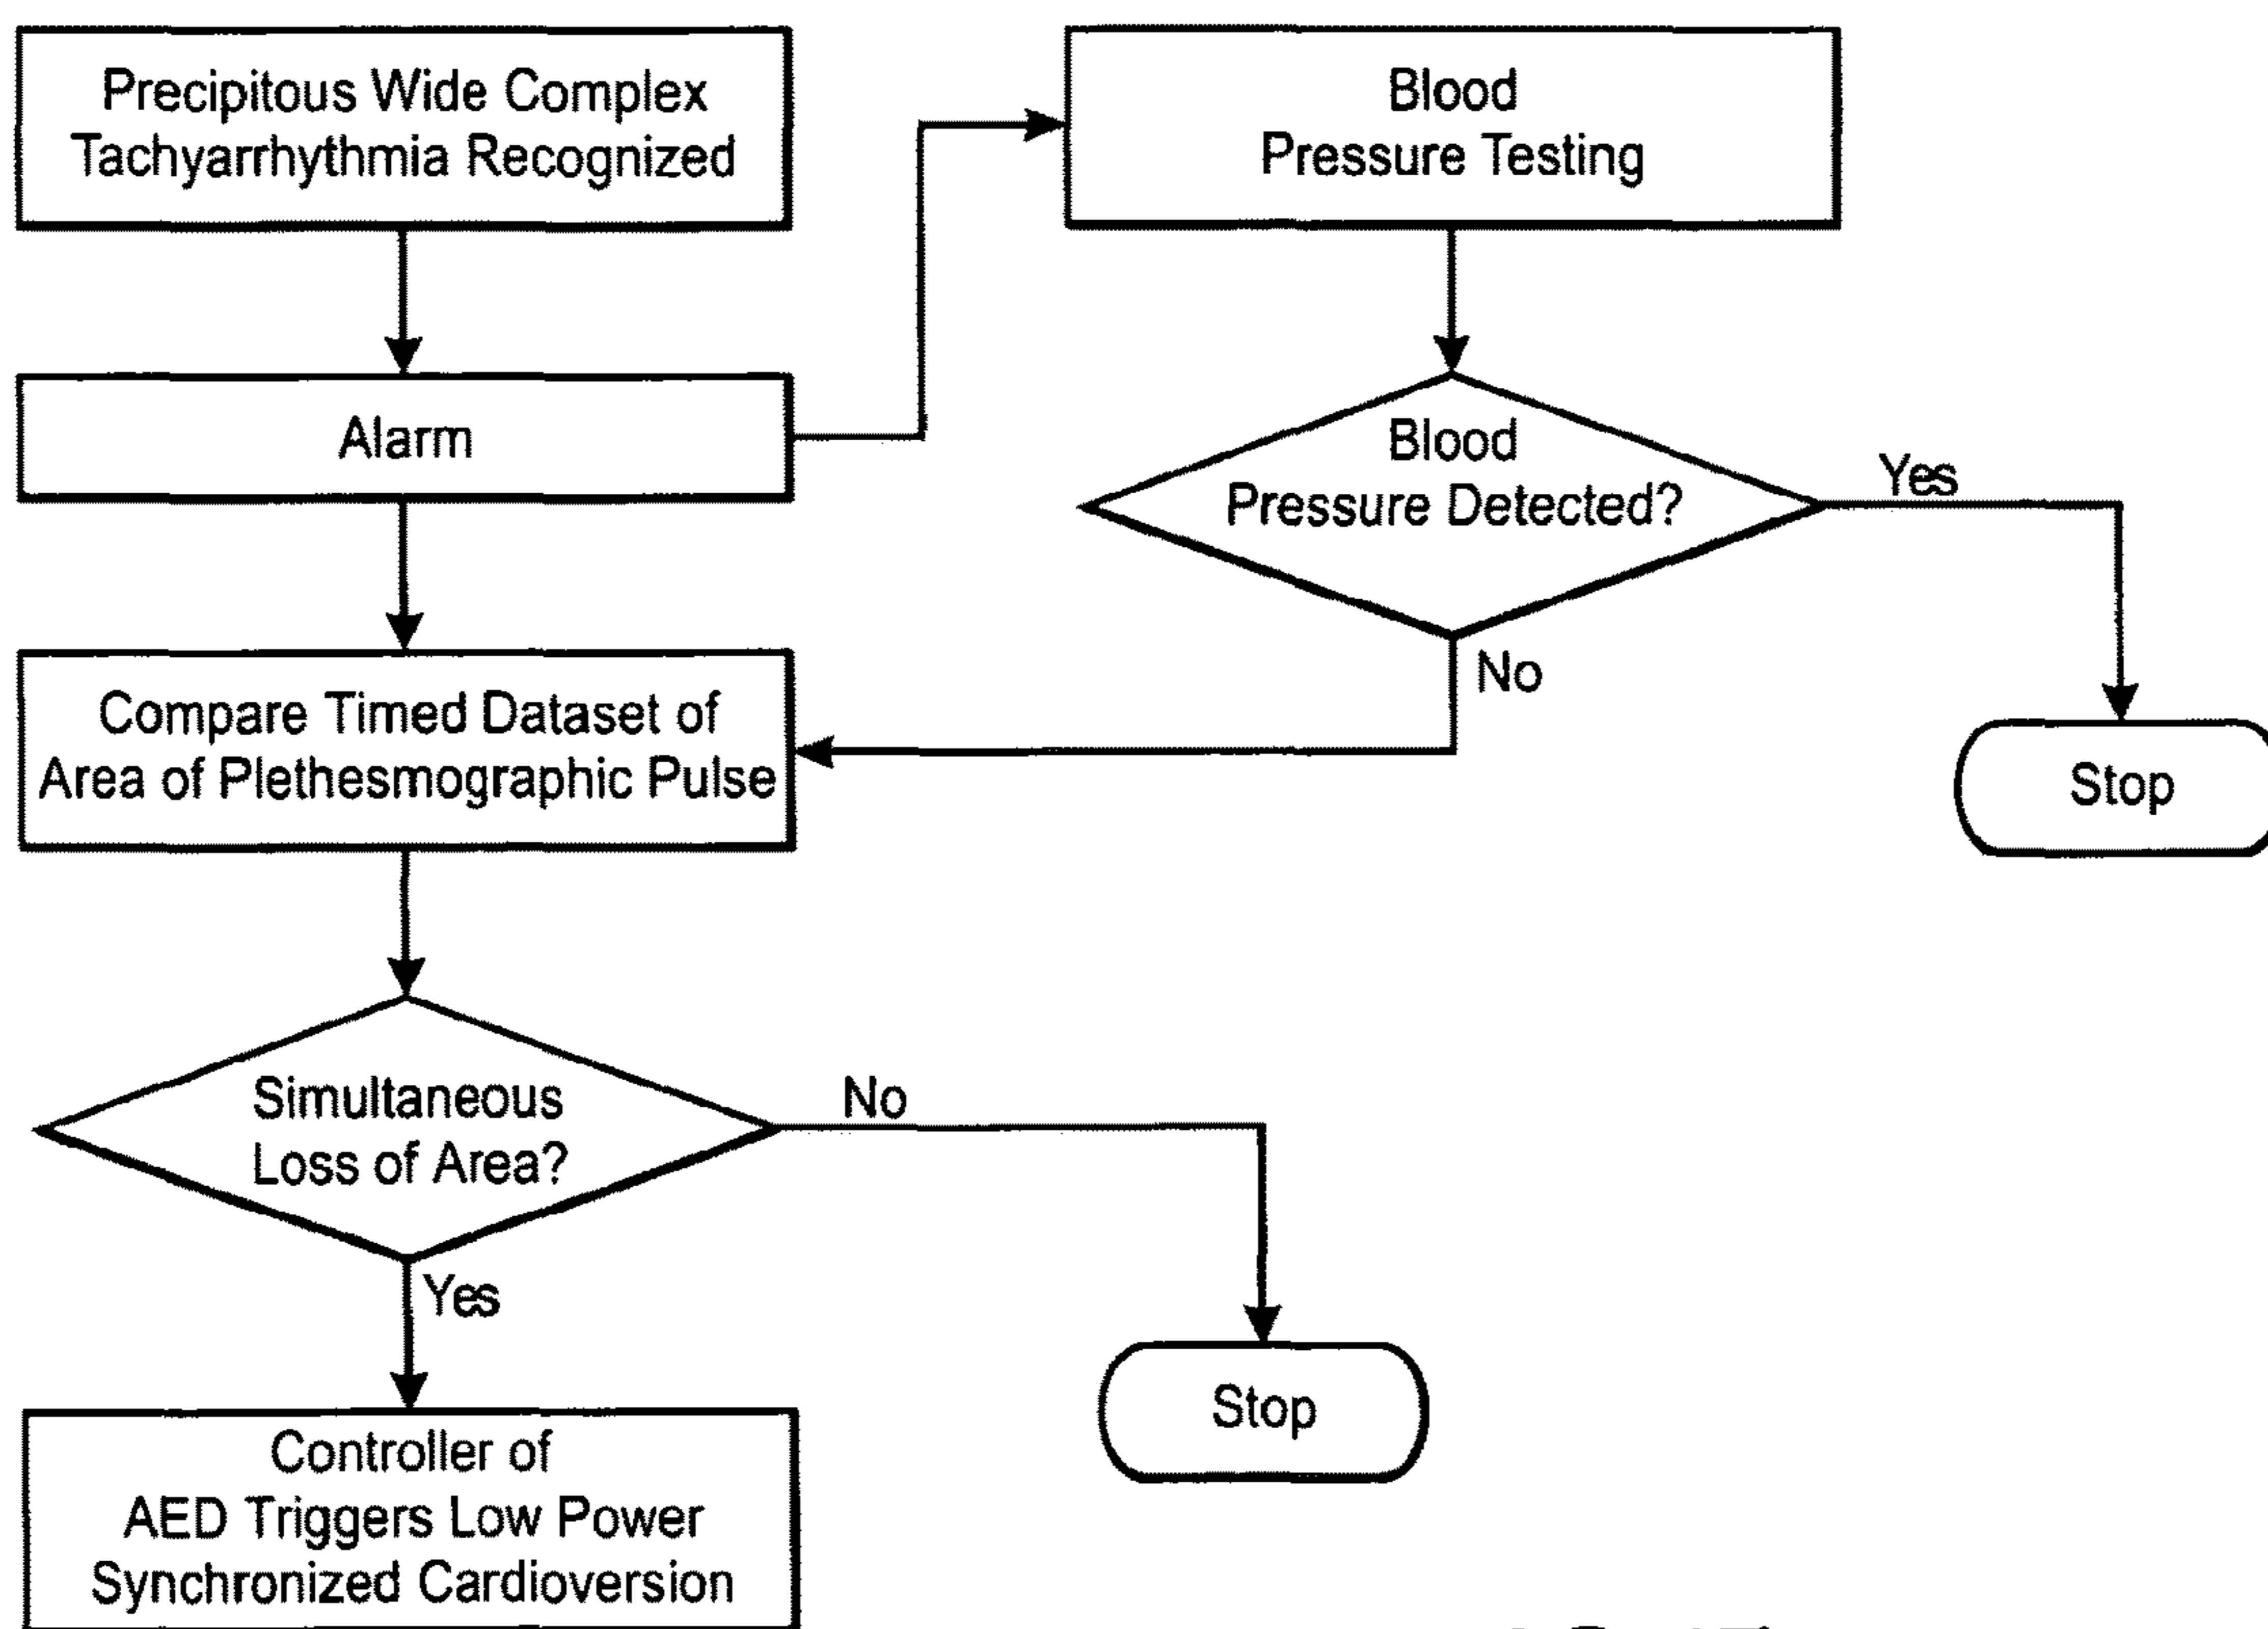 Precipitous Wide Complex
Tachyarrhythmia Recognized
Blood
Pressure Testing
Alarm
Blood
Pressure Detected?
Yes
No
Compare Timed Dataset of
Area of Plethesmographic Pulse
Stop
Simultaneous
Loss of Area?
No
Yes
Stop
Controller of
AED Triggers Low Power
Synchronized Cardioversion